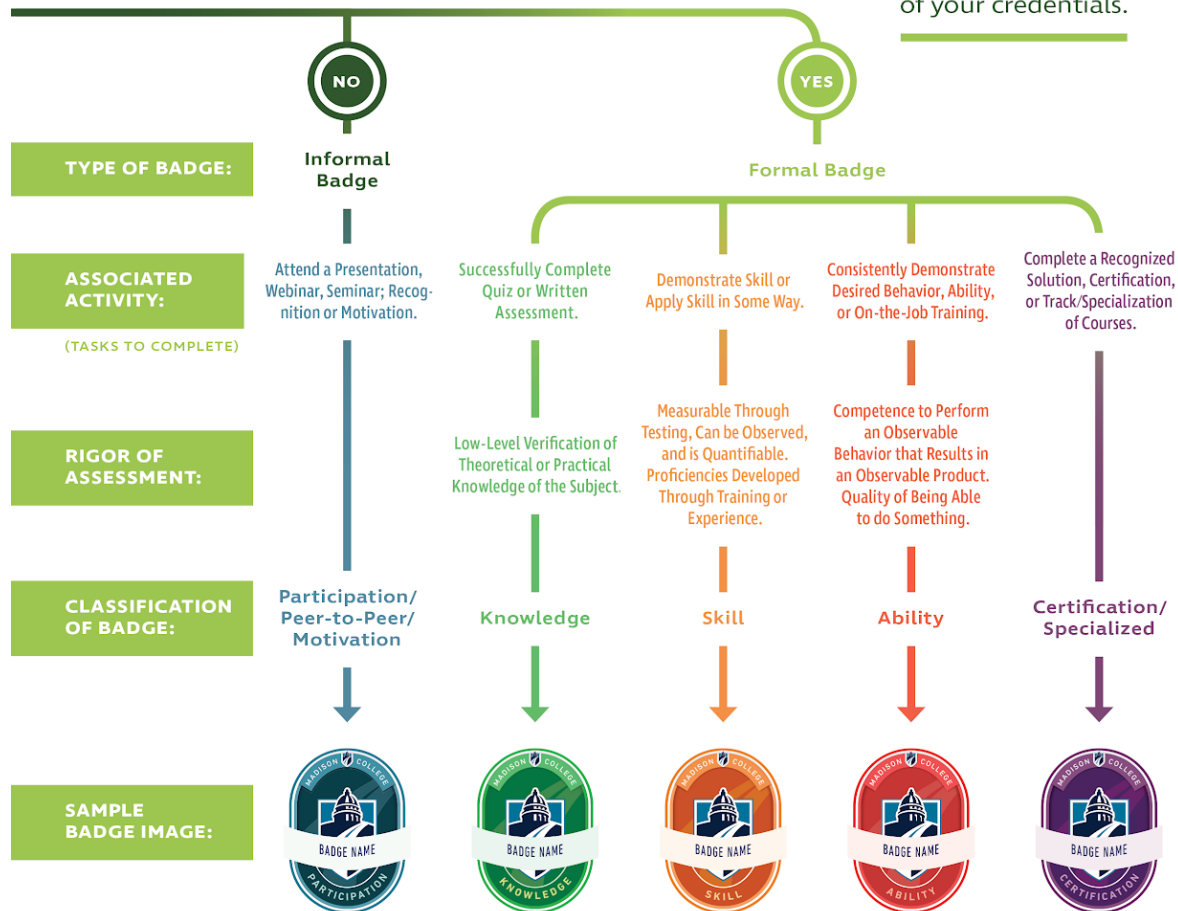 of your credentials.
NO
YES
TYPE OF BADGE:
Informal
Badge
Formal Badge
ASSOCIATED
ACTIVITY:
(TASKS TO COMPLETE)
Attend a Presentation,
Webinar, Seminar; Recog-
nition or Motivation.
Successfully Complete
Quiz or Written
Assessment.
Demonstrate Skill or
Apply Skill in Some Way.
Consistently Demonstrate
Desired Behavior, Ability,
or On-the-Job Training.
Complete a Recognized
Solution, Certification,
or Track/Specialization
of Courses.
RIGOR OF
ASSESSMENT:
Low-Level Verification of
Theoretical or Practical
Knowledge of the Subject.
Measurable Through
Testing, Can be Observed,
and is Quantifiable.
Proficiencies Developed
Through Training or
Experience.
Competence to Perform
an Observable
Behavior that Results in
an Observable Product.
Quality of Being Able
to do Something.
CLASSIFICATION
OF BADGE:
Participation/
Peer-to-Peer/
Motivation
Knowledge
Skill
Ability
Certification/
Specialized
SAMPLE
BADGE IMAGE:
MADISON COLLEGE
BADGE NAME
PARTICIPATION
MADISON COLLEGE
BADGE NAME
KNOWLEDGE
MADISON COLLEGE
BADGE NAME
SKILL
MADISON COLLEGE
BADGE NAME
ABILITY
MADISON COLLEGE
BADGE NAME
CERTIFICATION